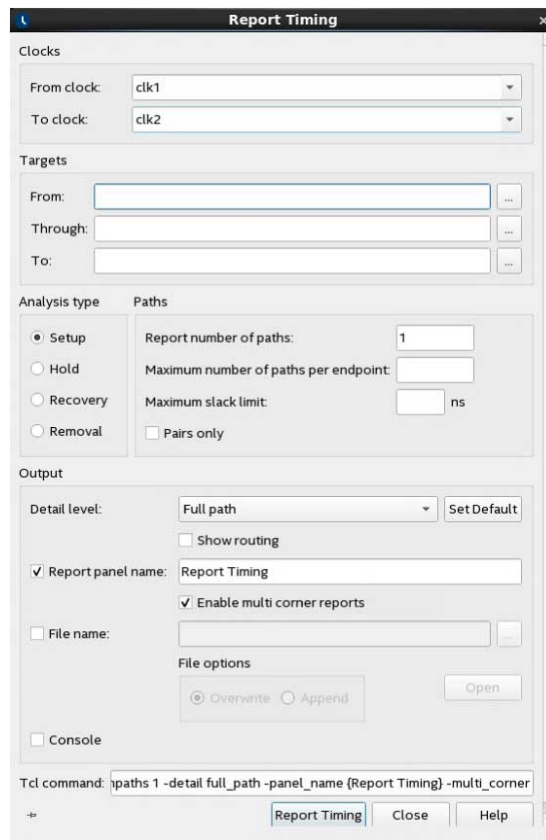 Report Timing
Clocks
From clock: clk1
To clock: clk2
Targets
From: ...
Through: ...
To: ...
Analysis type Paths
Setup Report number of paths: 1
Hold Maximum number of paths per endpoint:
Recovery Maximum slack limit: ns
Removal Pairs only
Output
Detail level: Full path Set Default
Show routing
Report panel name: Report Timing
Enable multi corner reports
File name: ...
File options
Overwrite Append Open
Console
Tcl command: npaths 1 -detail full_path -panel_name {Report Timing} -multi_corner
Report Timing Close Help